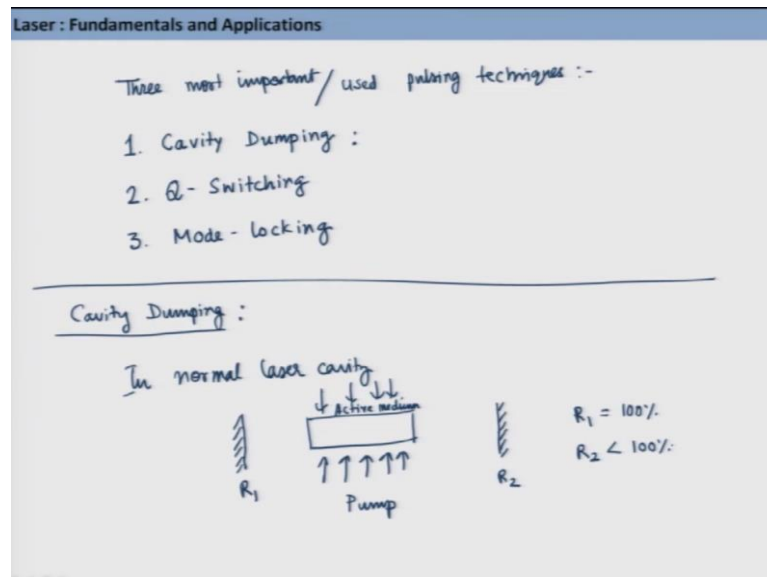 Laser : Fundamentals and Applications
Three most important/used pulsing techniques :-
1. Cavity Dumping :
2. Q- Switching
3. Mode - locking
Cavity Dumping :
In normal laser cavity
Active medium
R1 = 100%
R2 < 100%
R1
R2
Pump